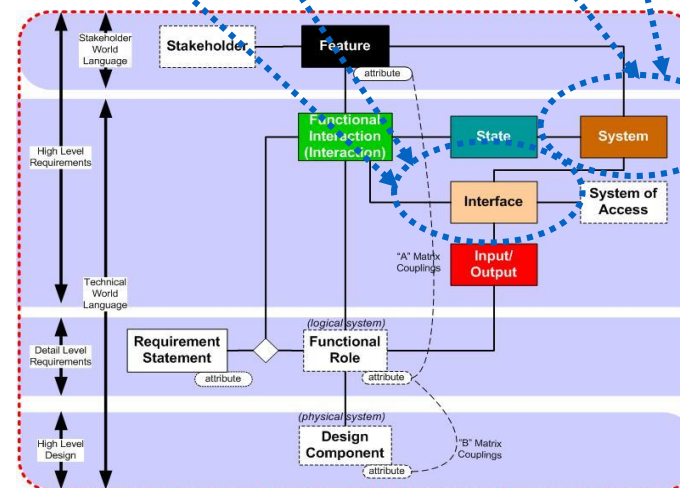 Stakeholder
World
Language
Stakeholder
Feature
attribute
High Level
Requirements
Functional
Interaction
(Interaction)
State
System
Interface
System of
Access
"A" Matrix
Couplings
Input/
Output
Technical
World
Language
Detail Level
Requirements
Requirement
Statement
attribute
(logical system)
Functional
Role
attribute
High Level
Design
(physical system)
Design
Component
attribute
"B" Matrix
Couplings